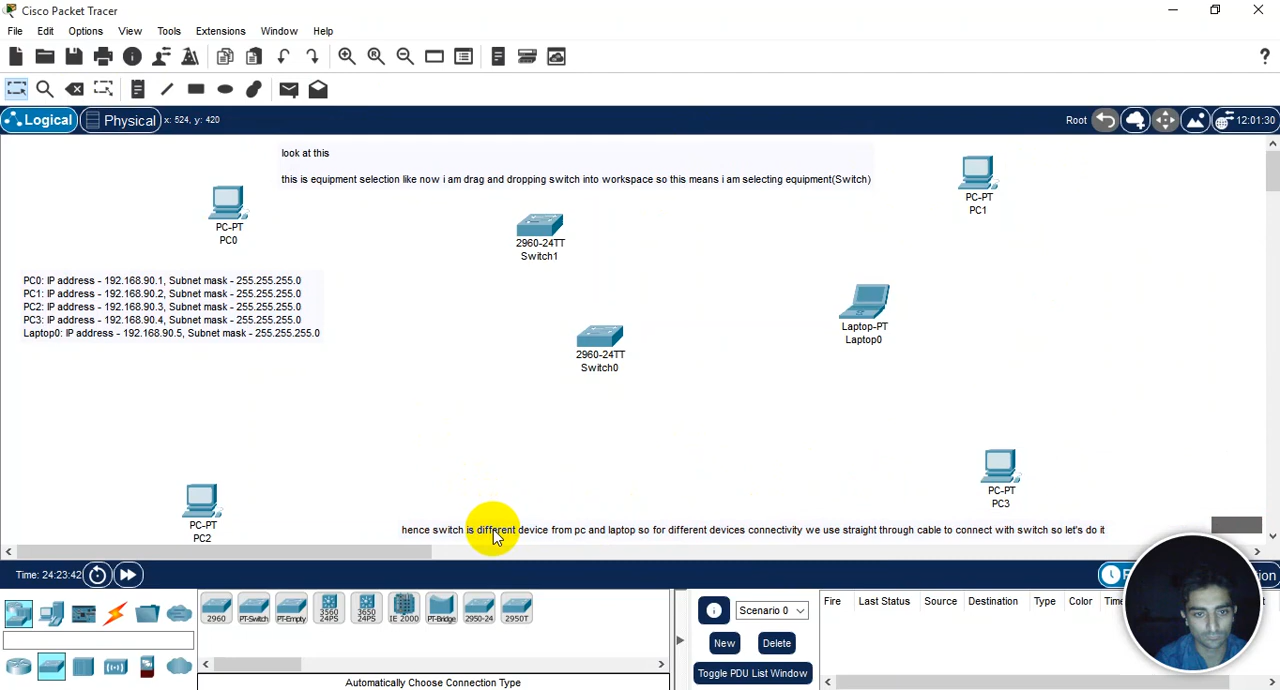 Cisco Packet Tracer
File Edit Options View Tools Extensions Window Help
?
Logical Physical x: 524, y: 420 Root 12:01:30
look at this
this is equipment selection like now i am drag and dropping switch into workspace so this means i am selecting equipment(Switch)
PC-PT
PC0
PC-PT
PC1
2960-24TT
Switch1
PC0: IP address - 192.168.90.1, Subnet mask - 255.255.255.0
PC1: IP address - 192.168.90.2, Subnet mask - 255.255.255.0
PC2: IP address - 192.168.90.3, Subnet mask - 255.255.255.0
PC3: IP address - 192.168.90.4, Subnet mask - 255.255.255.0
Laptop0: IP address - 192.168.90.5, Subnet mask - 255.255.255.0
Laptop-PT
Laptop0
2960-24TT
Switch0
PC-PT
PC3
PC-PT
PC2
hence switch is different device from pc and laptop so for different devices connectivity we use straight through cable to connect with switch so let's do it
Time: 24:23:42
2960 PT-Switch PT-Empty 3560 24PS 3650 24PS IE 2000 PT-Bridge 2950-24 2950T
Automatically Choose Connection Type
Scenario 0
New Delete
Toggle PDU List Window
Fire Last Status Source Destination Type Color